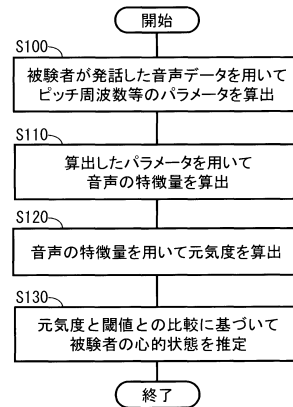 開始
S100
被験者が発話した音声データを用いて
ピッチ周波数等のパラメータを算出
S110
算出したパラメータを用いて
音声の特徴量を算出
S120
音声の特徴量を用いて元気度を算出
S130
元気度と閾値との比較に基づいて
被験者の心的状態を推定
終了